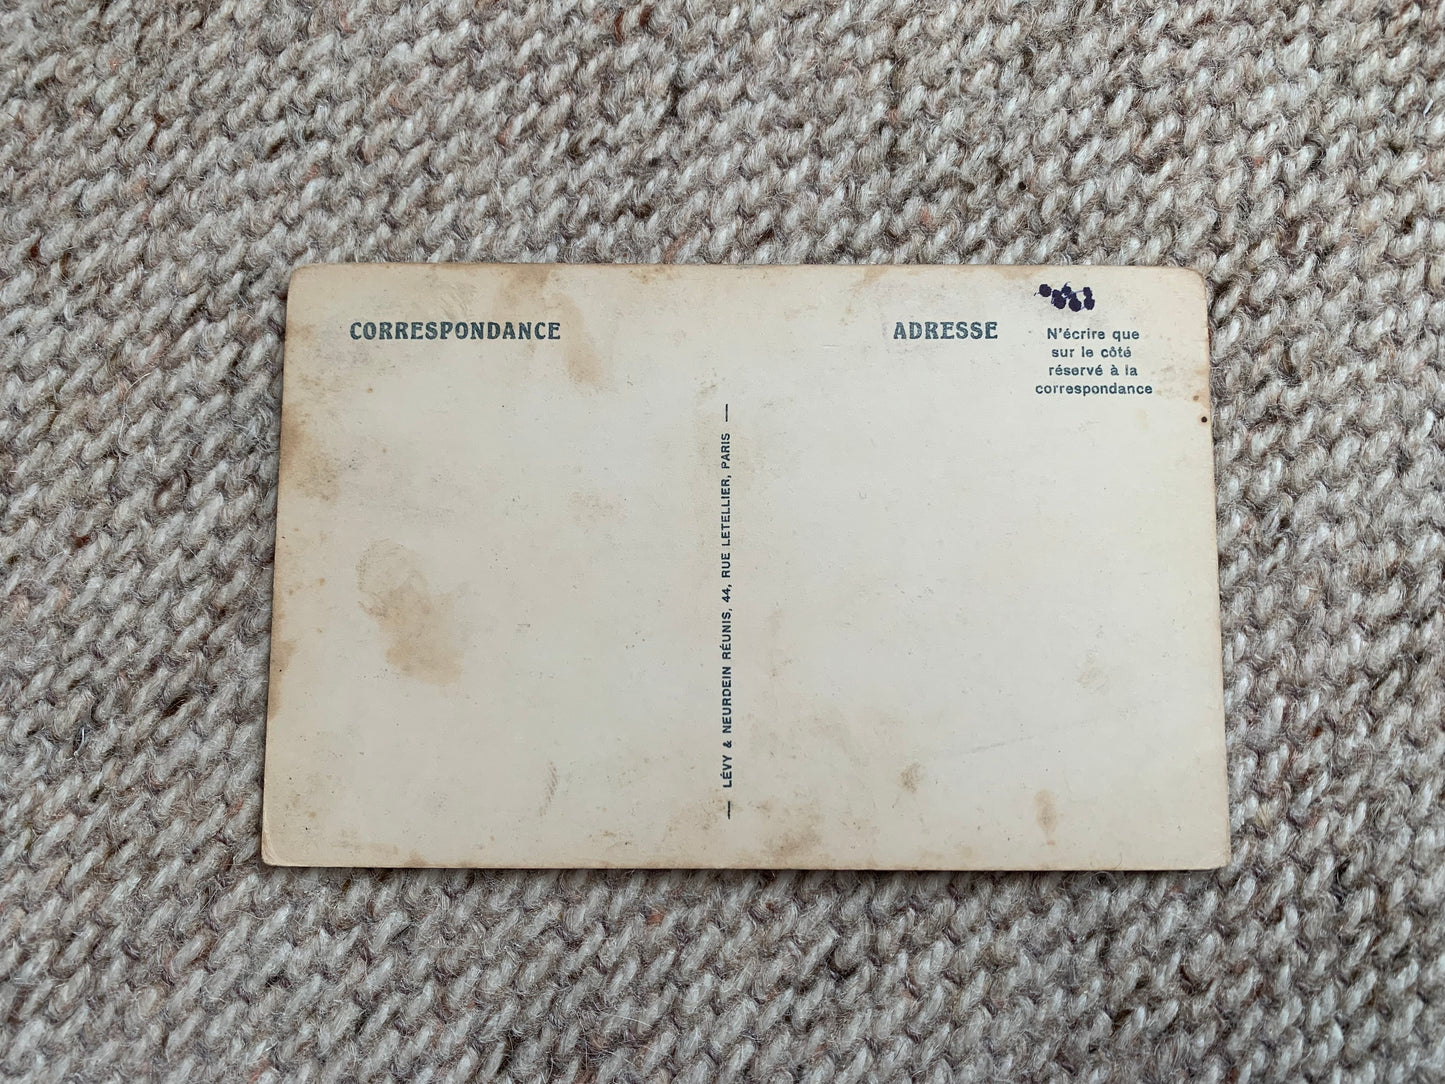 CORRESPONDANCE
ADRESSE
N'écrire que
sur le côté
réservé à la
correspondance
— LÉVY & NEURDEIN RÉUNIS, 44, RUE LETELLIER, PARIS —